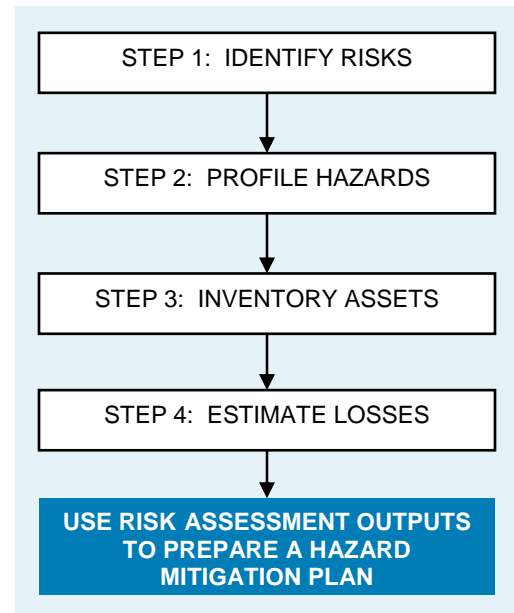 STEP 1: IDENTIFY RISKS
STEP 2: PROFILE HAZARDS
STEP 3: INVENTORY ASSETS
STEP 4: ESTIMATE LOSSES
USE RISK ASSESSMENT OUTPUTS
TO PREPARE A HAZARD
MITIGATION PLAN